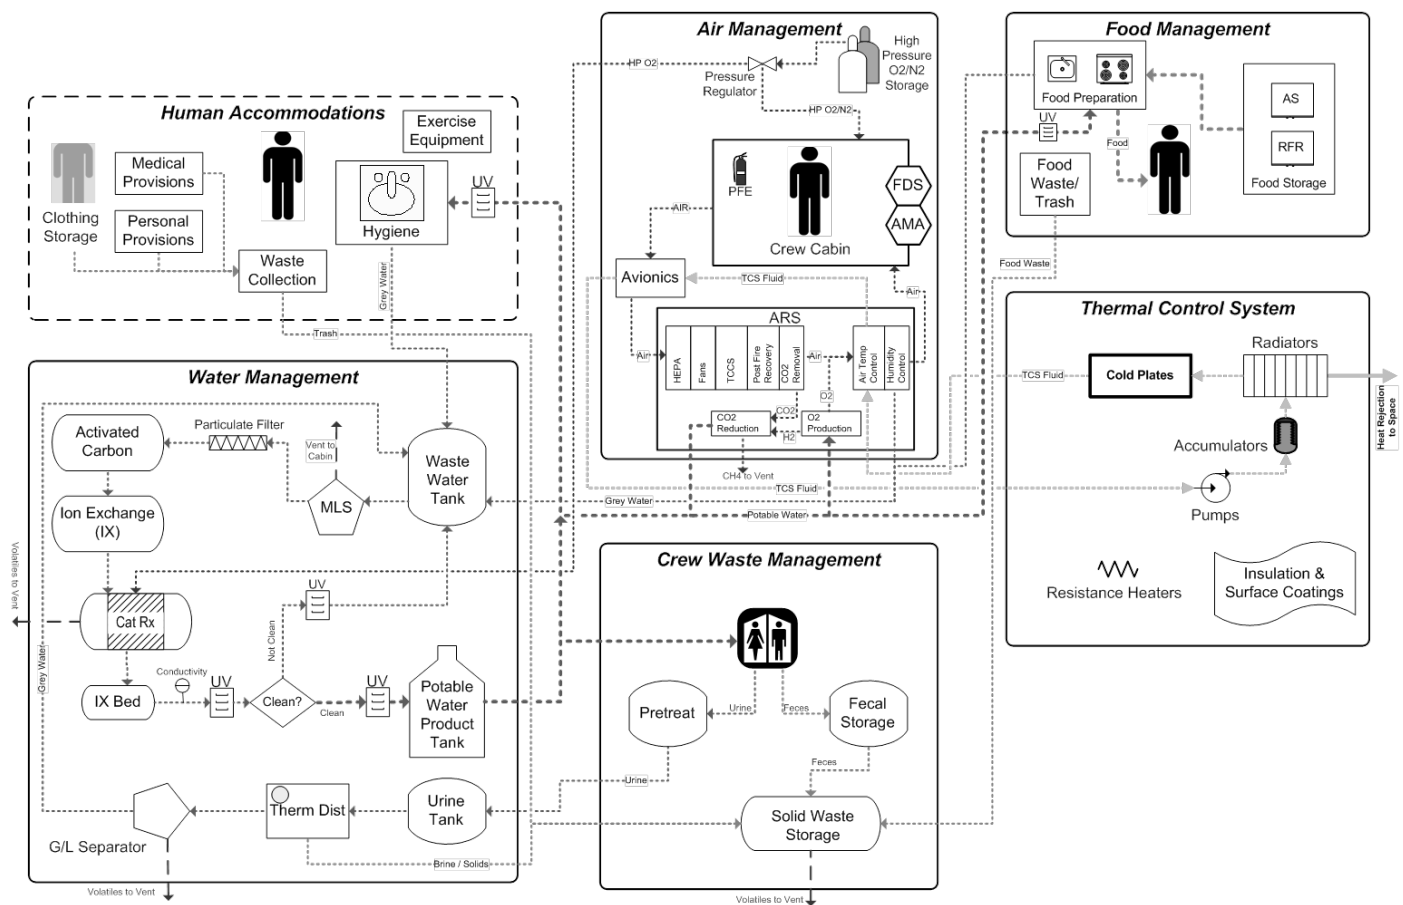 Air Management
High
Pressure
O2/N2
Storage
HP O2
Pressure
Regulator
HP O2/N2
PFE
FDS
AMA
Crew Cabin
AIR
Avionics
TCS Fluid
Air
ARS
Air
HEPA
Fans
TCCS
Post Fire
Recovery
CO2
Removal
Air
Air Temp
Control
Humidity
Control
O2
CO2
CO2
Reduction
H2
O2
Production
CH4 to Vent
TCS Fluid
Grey Water
Potable Water
Food Management
Food Preparation
UV
Food
AS
RFR
Food Storage
Food
Waste/
Trash
Food Waste
Human Accommodations
Exercise
Equipment
Medical
Provisions
Personal
Provisions
Clothing
Storage
Hygiene
UV
Waste
Collection
Grey Water
Trash
Thermal Control System
Radiators
Cold Plates
TCS Fluid
Heat Rejection
to Space
Accumulators
Pumps
Resistance Heaters
Insulation &
Surface Coatings
Water Management
Activated
Carbon
Particulate Filter
Vent to
Cabin
MLS
Waste
Water
Tank
Ion Exchange
(IX)
Volatiles to Vent
Cat Rx
UV
Not Clean
Grey Water
Conductivity
IX Bed
UV
Clean?
Clean
UV
Potable
Water
Product
Tank
Urine
Tank
Therm Dist
G/L Separator
Brine / Solids
Volatiles to Vent
Crew Waste Management
Pretreat
Urine
Feces
Fecal
Storage
Feces
Urine
Solid Waste
Storage
Volatiles to Vent